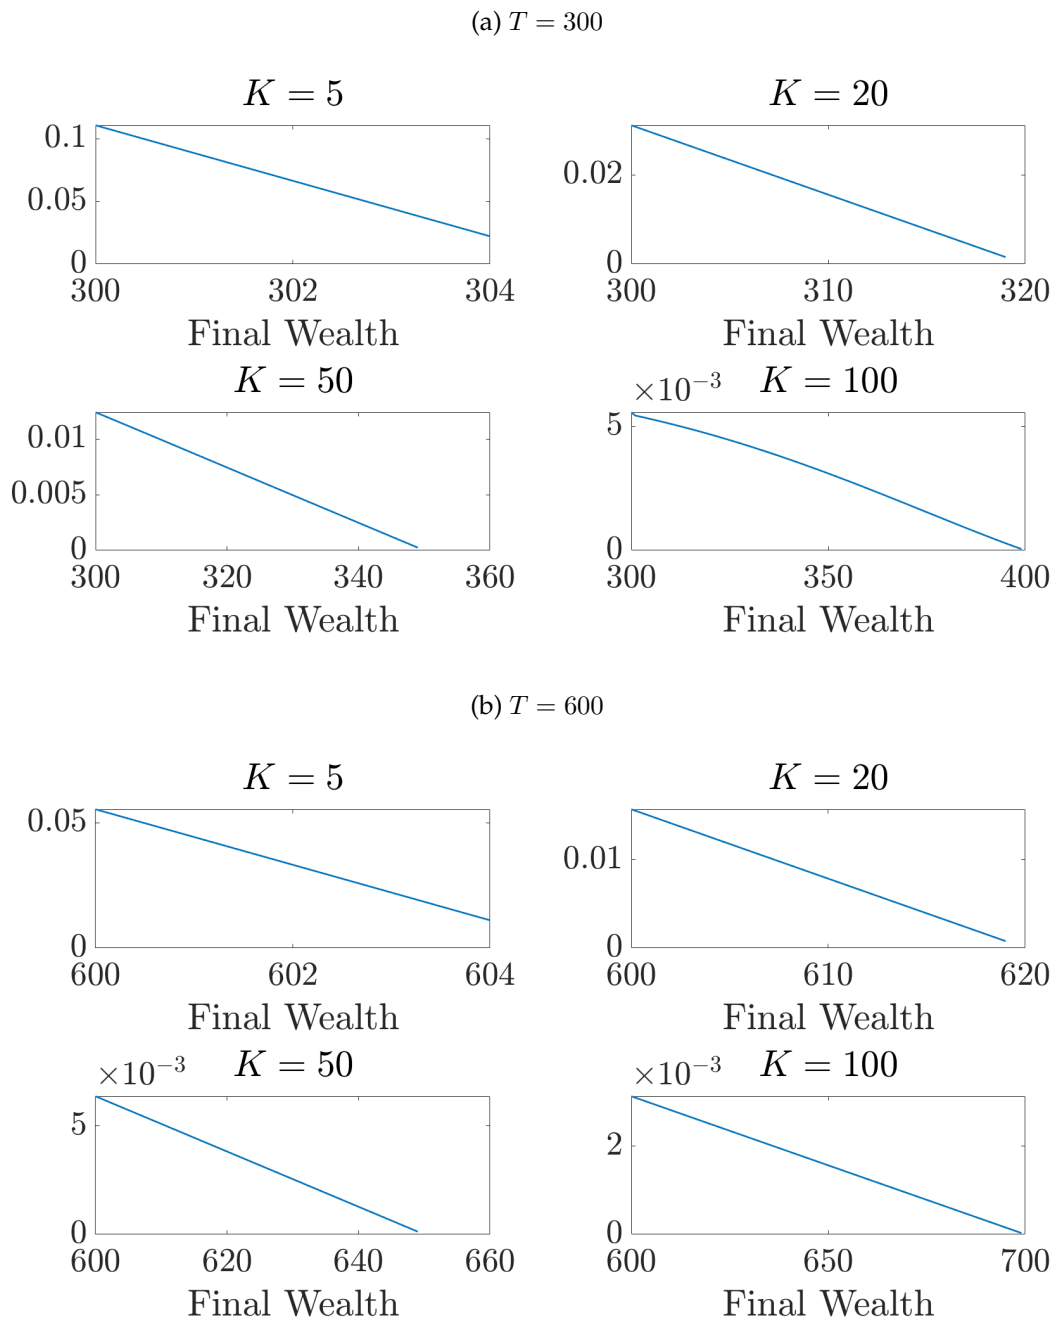 (a) T = 300
K = 5
0.1
0.05
0
300 302 304
Final Wealth
K = 20
0.02
0
300 310 320
Final Wealth
K = 50
0.01
0.005
0
300 320 340 360
Final Wealth
×10⁻³ K = 100
5
0
300 350 400
Final Wealth
(b) T = 600
K = 5
0.05
0
600 602 604
Final Wealth
K = 20
0.01
0
600 610 620
Final Wealth
×10⁻³ K = 50
5
0
600 620 640 660
Final Wealth
×10⁻³ K = 100
2
0
600 650 700
Final Wealth